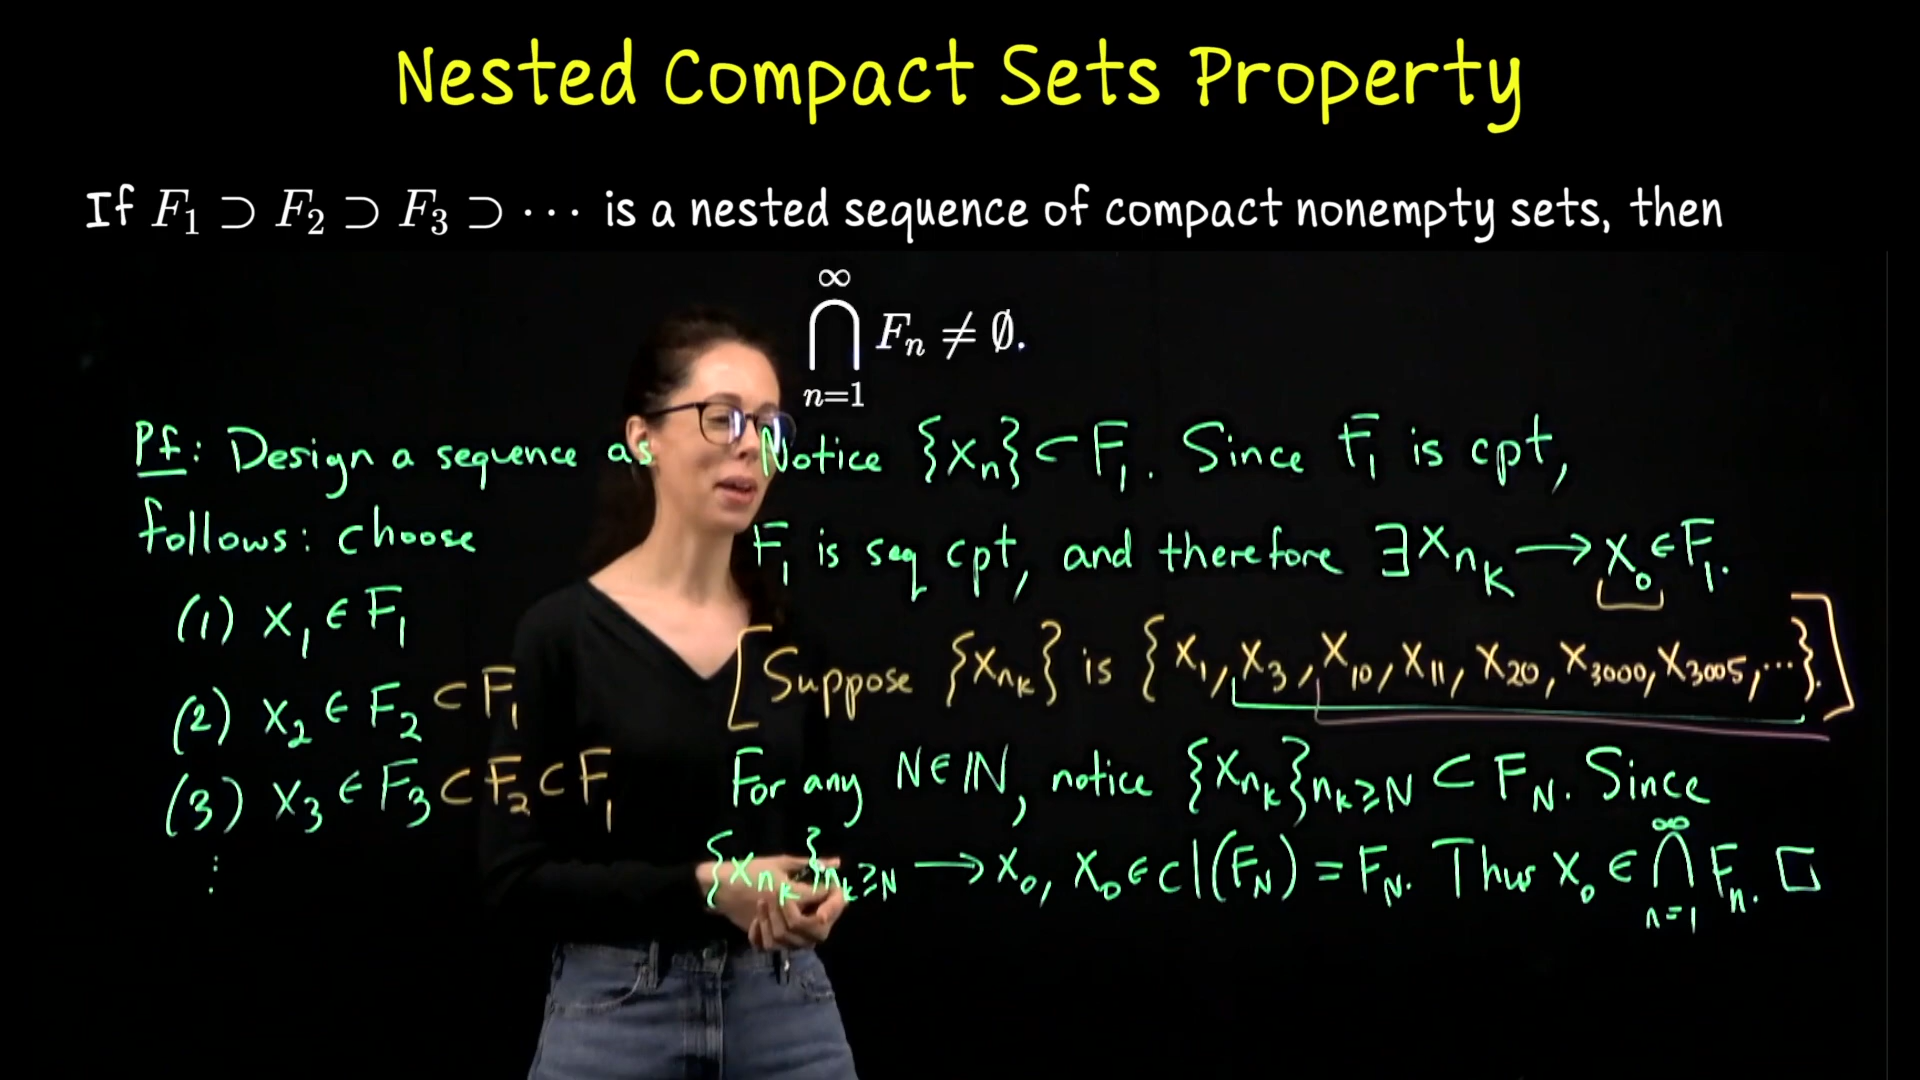 Nested Compact Sets Property
If F₁ ⊃ F₂ ⊃ F₃ ⊃ ⋯ is a nested sequence of compact nonempty sets, then
∞
⋂ Fₙ ≠ ∅.
n=1
Pf: Design a sequence as
follows: choose
(1) x₁ ∈ F₁
(2) x₂ ∈ F₂ ⊂ F₁
(3) x₃ ∈ F₃ ⊂ F₂ ⊂ F₁
⋮
Notice {xₙ} ⊂ F₁. Since F₁ is cpt,
F₁ is seq cpt, and therefore ∃ x_{n_k} → x₀ ∈ F₁.
[Suppose {x_{n_k}} is {x₁, x₃, x₁₀, x₁₁, x₂₀, x₃₀₀₀, x₃₀₀₅, ⋯}.]
For any N ∈ ℕ, notice {x_{n_k}}_{n_k ≥ N} ⊂ F_N. Since
{x_{n_k}}_{n_k ≥ N} → x₀, x₀ ∈ cl(F_N) = F_N. Thus x₀ ∈ ⋂_{n=1}^∞ Fₙ. □